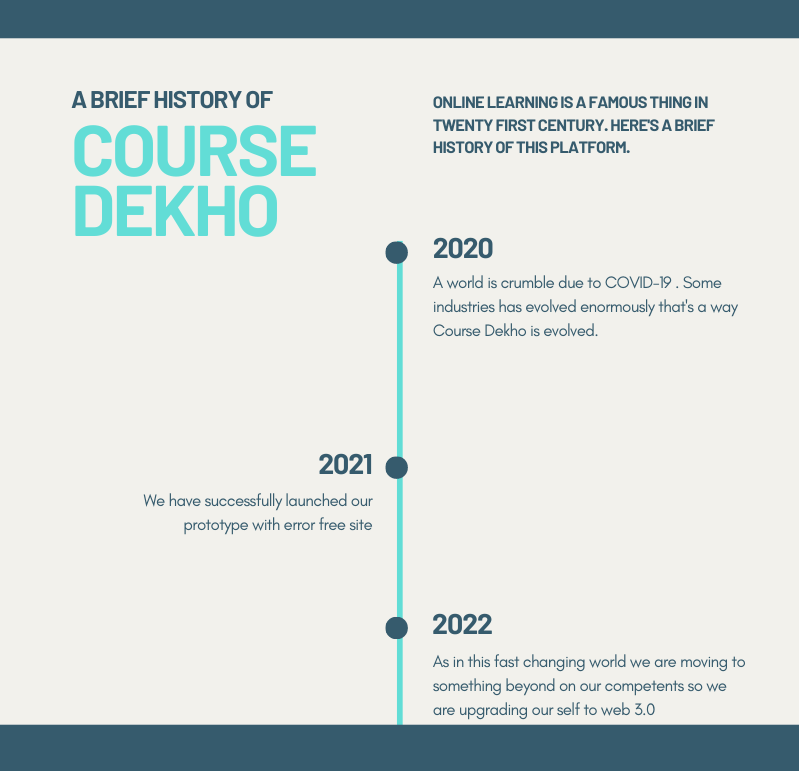 A BRIEF HISTORY OF
COURSE
DEKHO
ONLINE LEARNING IS A FAMOUS THING IN
TWENTY FIRST CENTURY. HERE'S A BRIEF
HISTORY OF THIS PLATFORM.
2020
A world is crumble due to COVID-19 . Some
industries has evolved enormously that's a way
Course Dekho is evolved.
2021
We have successfully launched our
prototype with error free site
2022
As in this fast changing world we are moving to
something beyond on our competents so we
are upgrading our self to web 3.0